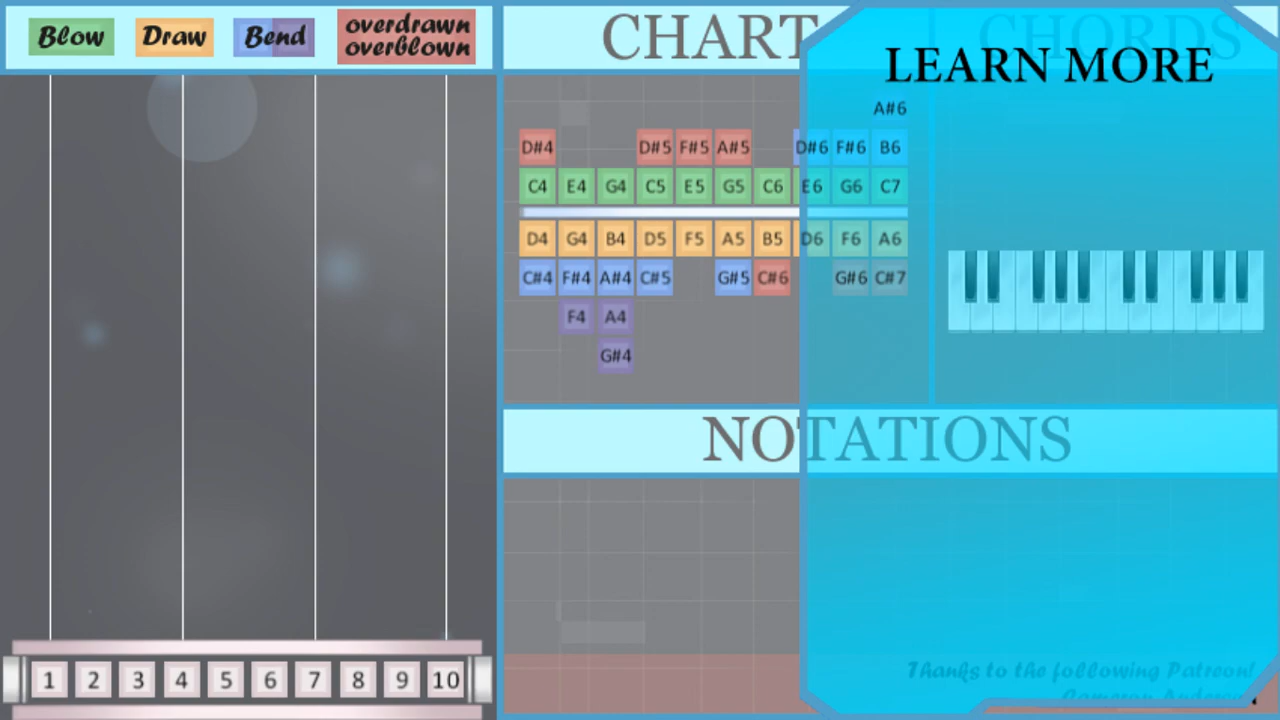 Blow Draw Bend overdrawn
overblown
CHART CHORDS
LEARN MORE
A#6
D#4 D#5 F#5 A#5 D#6 F#6 B6
C4 E4 G4 C5 E5 G5 C6 E6 G6 C7
D4 G4 B4 D5 F5 A5 B5 D6 F6 A6
C#4 F#4 A#4 C#5 G#5 C#6 G#6 C#7
F4 A4
G#4
NOTATIONS
Thanks to the following Patreon!
Cameron
1 2 3 4 5 6 7 8 9 10